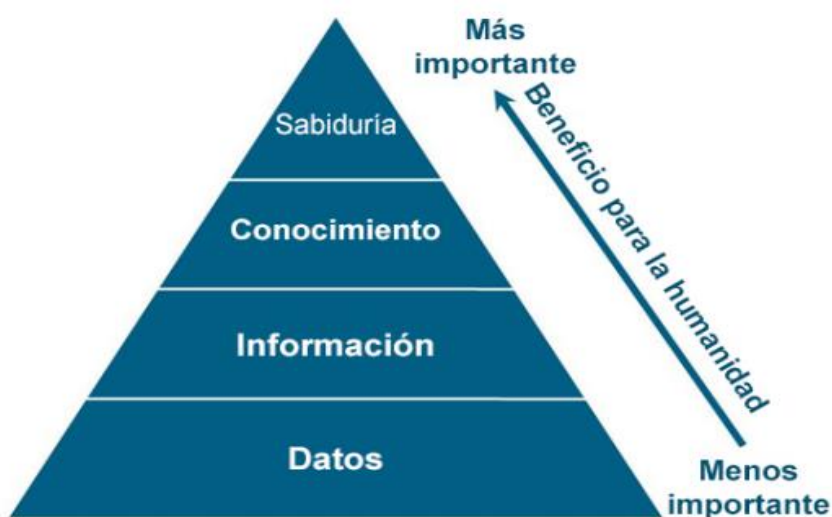 Más
importante
Sabiduría
Beneficio para la humanidad
Conocimiento
Información
Datos
Menos
importante